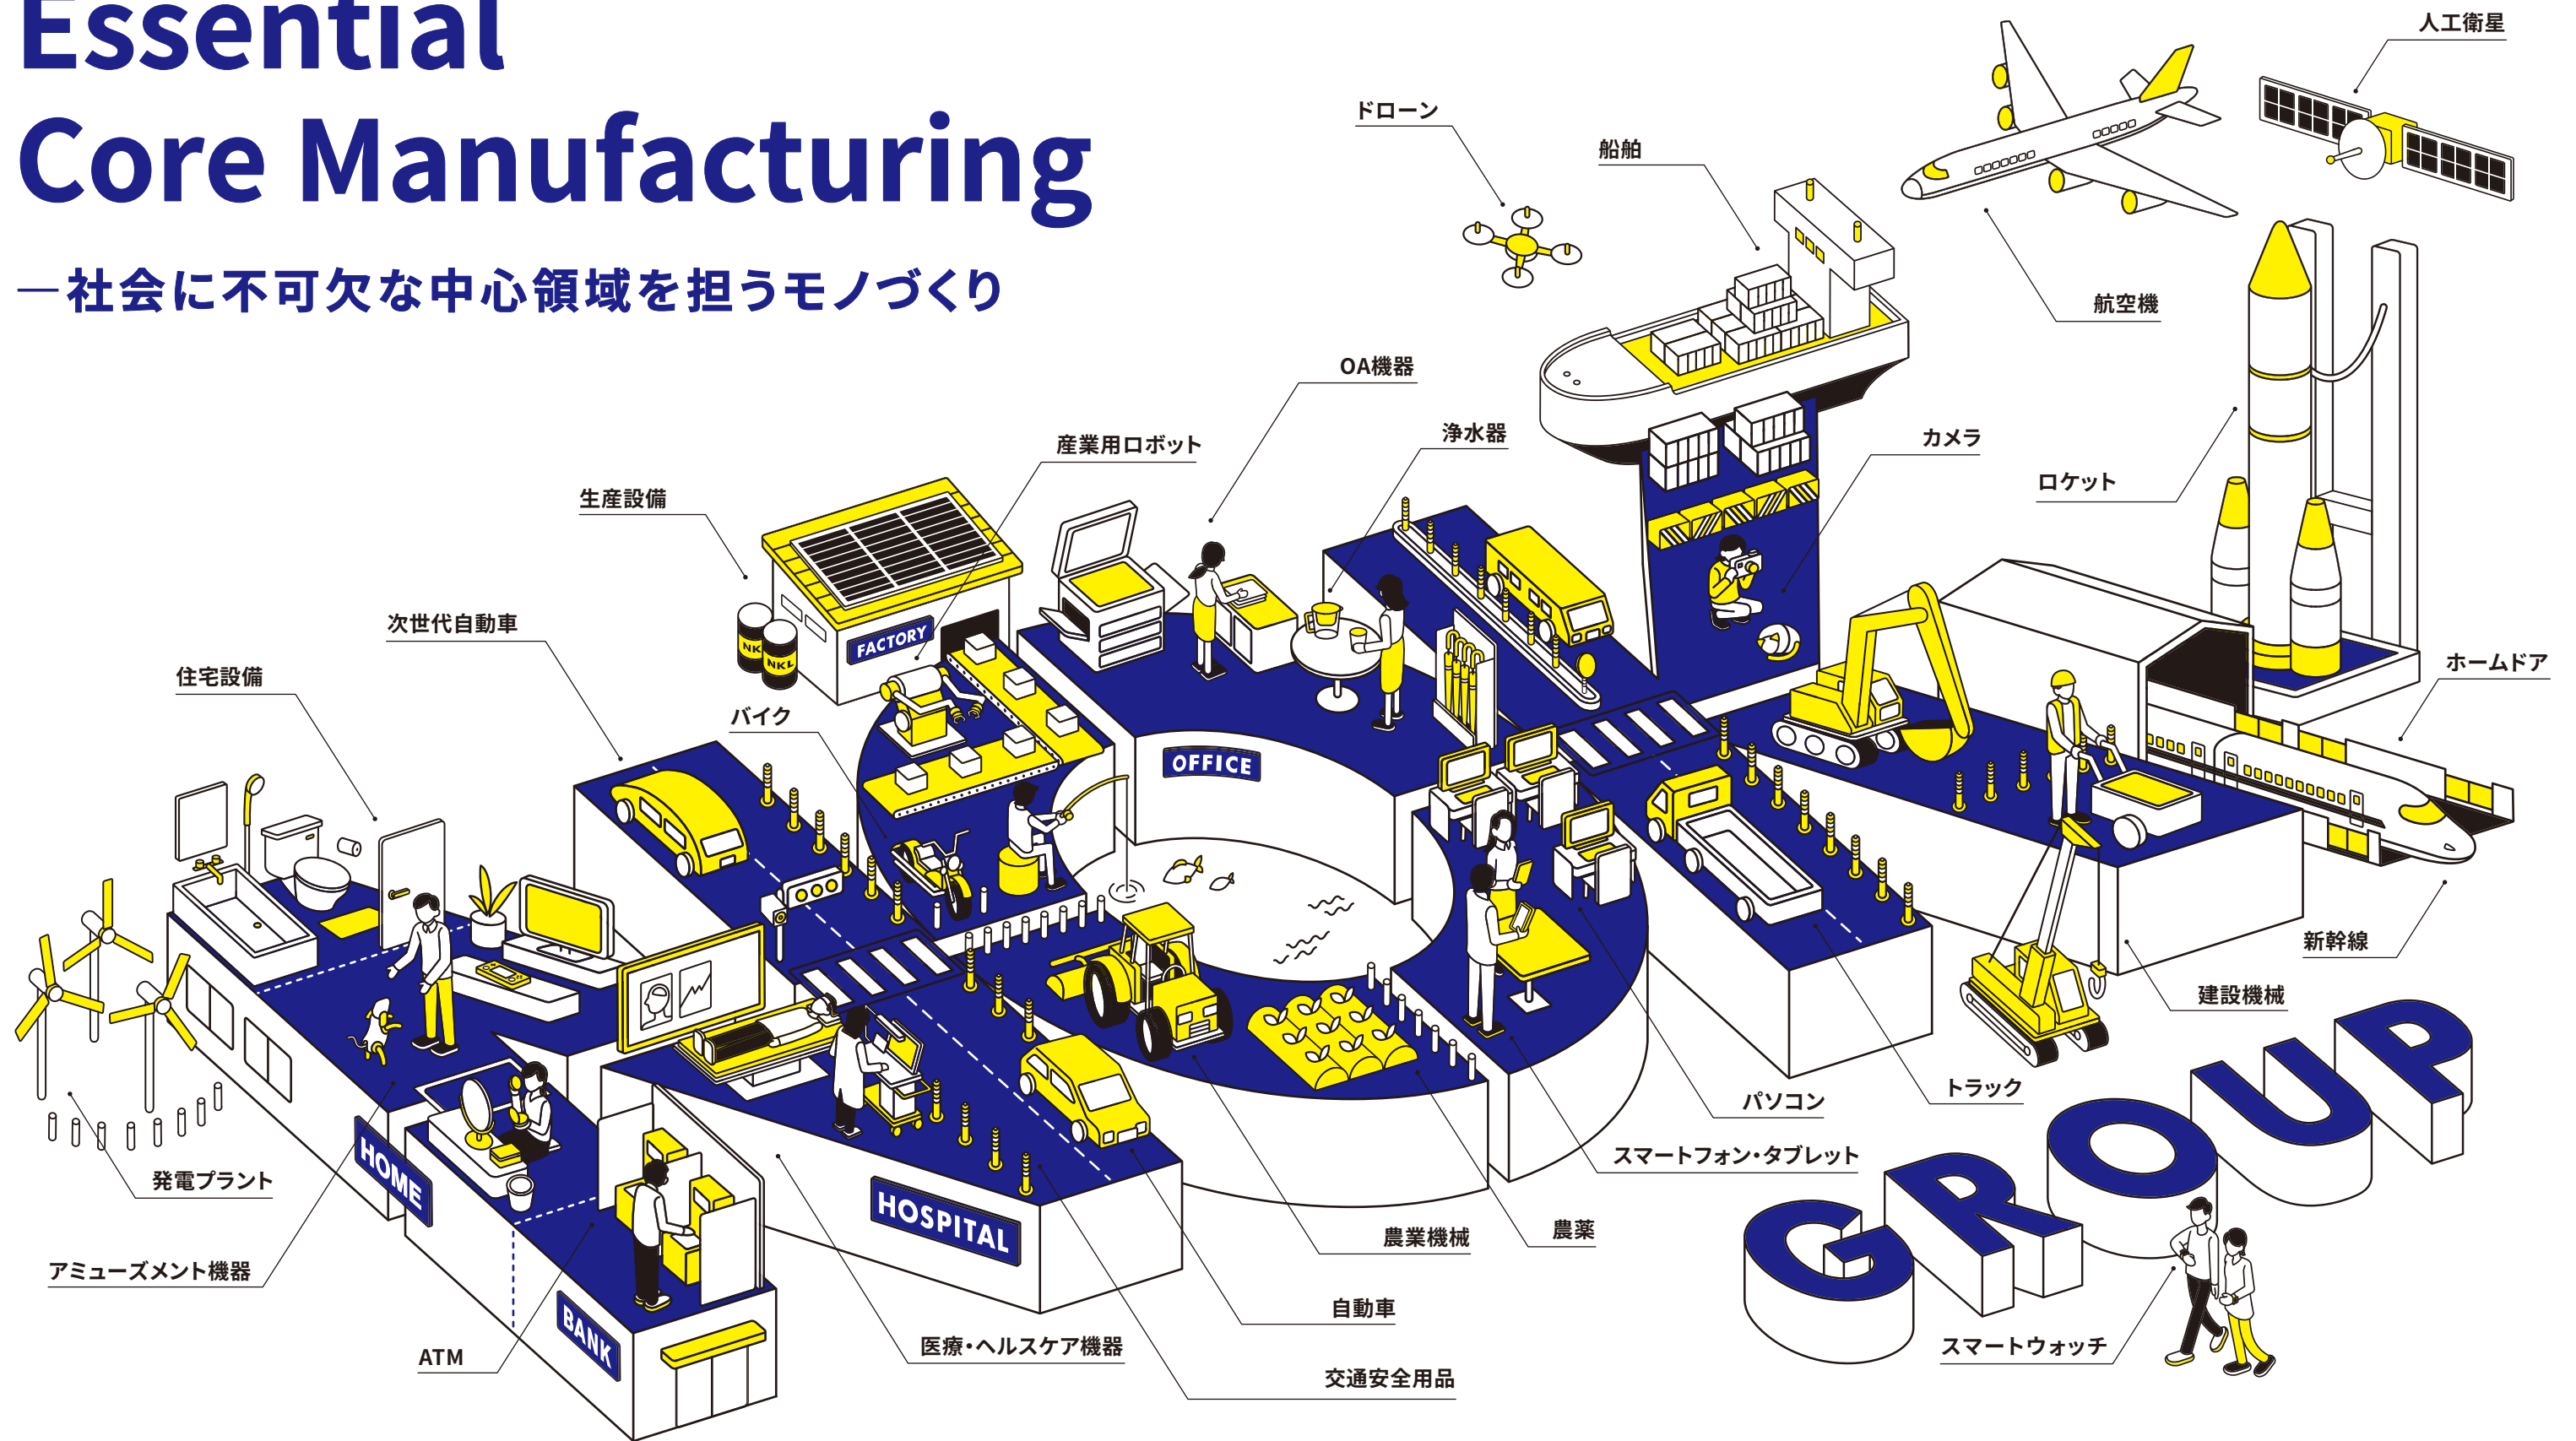 Essential
Core Manufacturing
―社会に不可欠な中心領域を担うモノづくり
人工衛星
ドローン
船舶
航空機
OA機器
浄水器
カメラ
産業用ロボット
ロケット
生産設備
次世代自動車
FACTORY
NK
NKL
ホームドア
住宅設備
バイク
OFFICE
新幹線
建設機械
トラック
パソコン
スマートフォン・タブレット
発電プラント
HOME
HOSPITAL
農業機械
農薬
アミューズメント機器
自動車
BANK
ATM
医療・ヘルスケア機器
スマートウォッチ
交通安全用品
GROUP